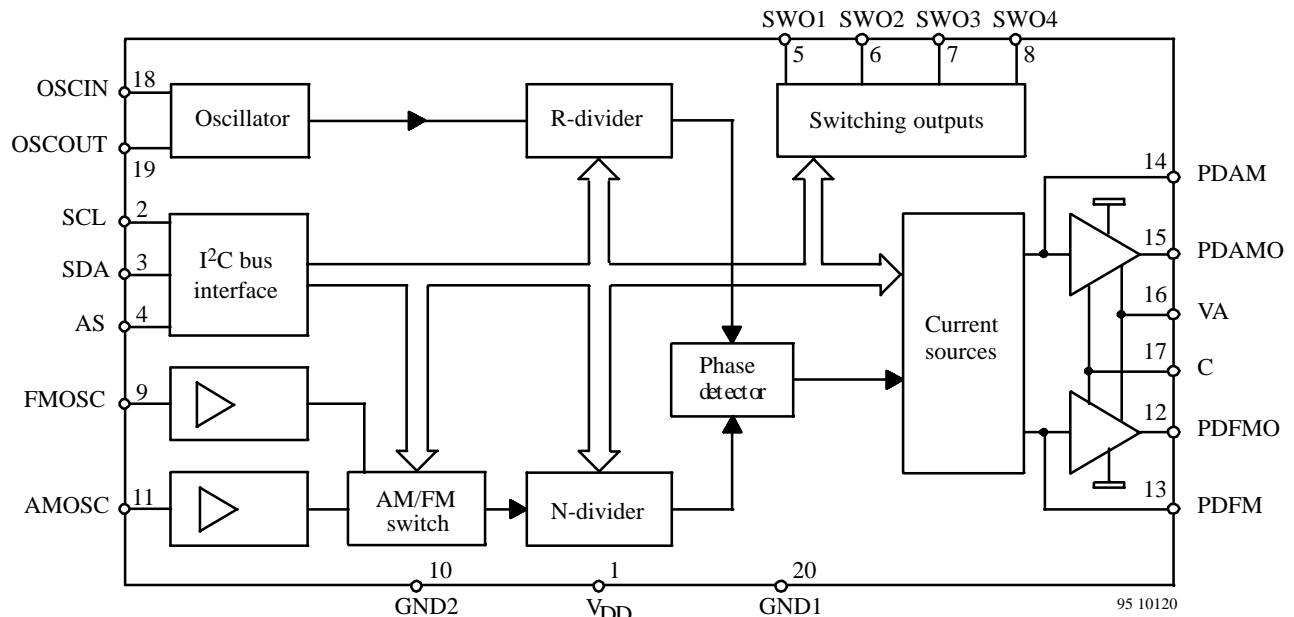 SWO1 SWO2 SWO3 SWO4
5 6 7 8
OSCIN 18
OSCOUT
19
Oscillator
R-divider
Switching outputs
14 PDAM
SCL 2
SDA 3
AS 4
I²C bus
interface
15 PDAMO
16 VA
17 C
Current
sources
Phase
detector
FMOSC 9
12 PDFMO
13 PDFM
AMOSC 11
AM/FM
switch
N-divider
10 1 20
GND2 VDD GND1
95 10120